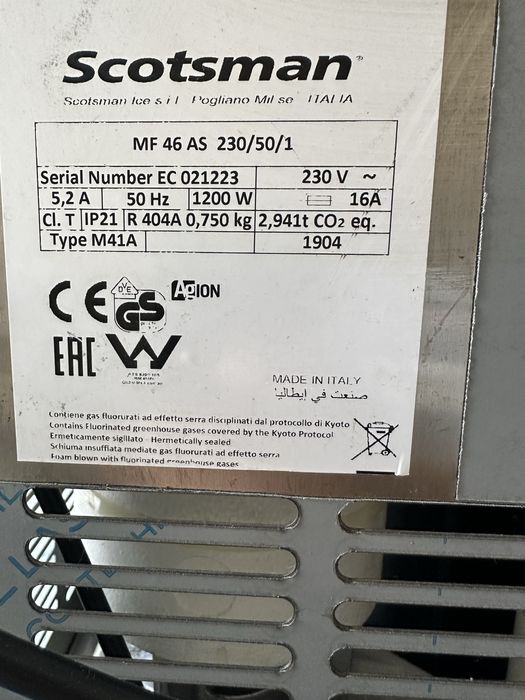 Scotsman®
Scotsman Ice s.r.l. Pogliano Milanese ITALIA
MF 46 AS 230/50/1
Serial Number EC 021223 230 V ~
5,2 A 50 Hz 1200 W 16A
Cl. T IP21 R 404A 0,750 kg 2,941t CO2 eq.
Type M41A 1904
CE DVE GS AgION
EAC W
MADE IN ITALY
صنعت في إيطاليا
Contiene gas fluorurati ad effetto serra disciplinati dal protocollo di Kyoto
Contains Fluorinated greenhouse gases covered by the Kyoto Protocol
Ermeticamente sigillato - Hermetically sealed
Schiuma insufflata mediate gas fluorurati ad effetto serra
Foam blown with fluorinated greenhouse gases